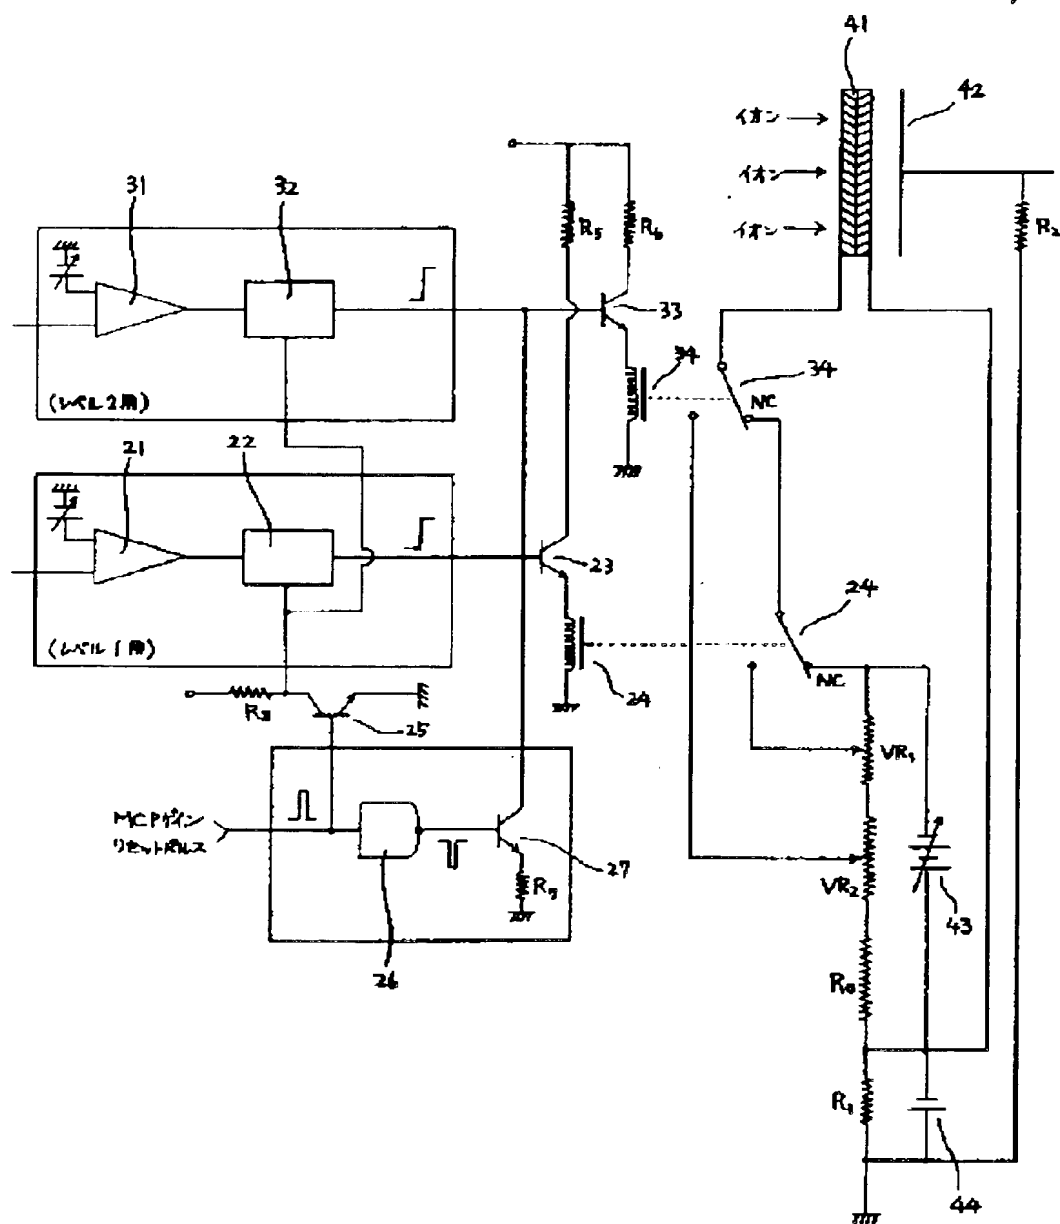 41
42
イオン
イオン
イオン
R₂
31
32
R₅
R₆
33
(レベル2用)
34
34
NC
21
22
23
(レベル1用)
24
24
NC
25
VR₁
MCPゲイン
リセットパルス
26
27
R₇
VR₂
43
R₁₀
R₁
44